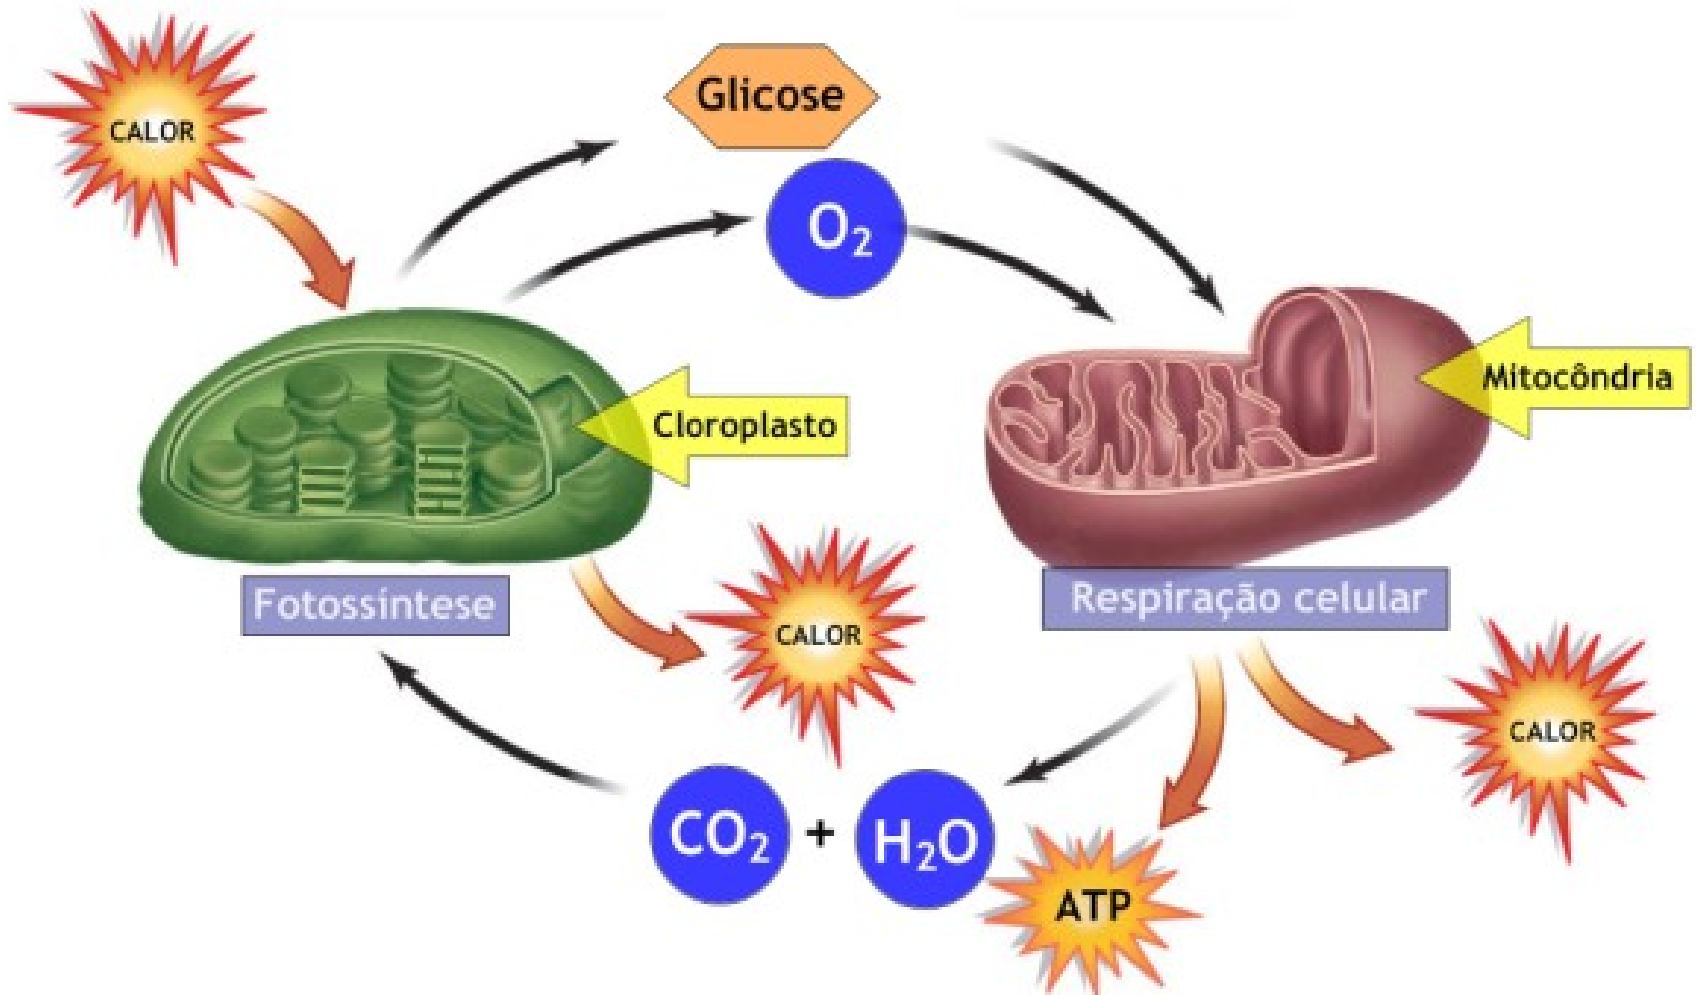 CALOR
Glicose
O₂
Mitocôndria
Cloroplasto
Fotossíntese
Respiração celular
CALOR
CALOR
CO₂ + H₂O
ATP